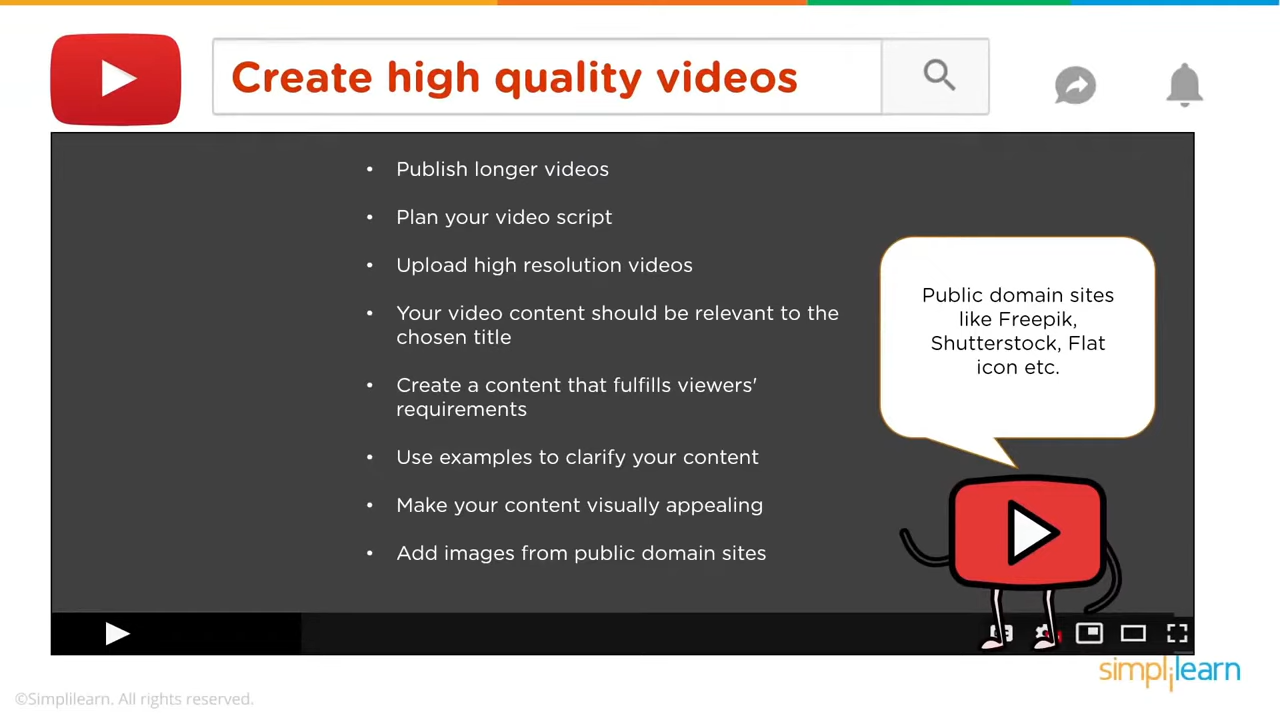 Create high quality videos
• Publish longer videos
• Plan your video script
• Upload high resolution videos
• Your video content should be relevant to the
chosen title
• Create a content that fulfills viewers'
requirements
• Use examples to clarify your content
• Make your content visually appealing
• Add images from public domain sites
Public domain sites
like Freepik,
Shutterstock, Flat
icon etc.
simplilearn
©Simplilearn. All rights reserved.